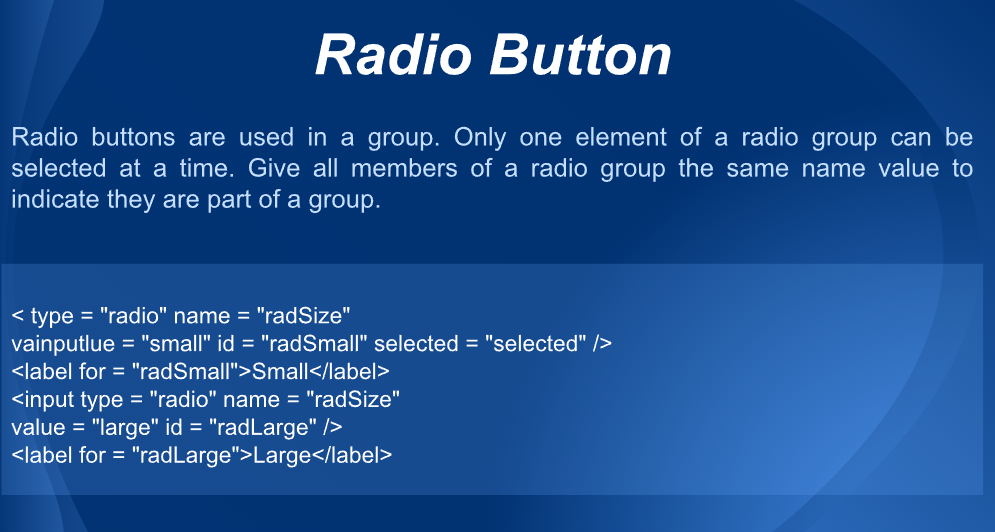 Radio Button
Radio buttons are used in a group. Only one element of a radio group can be
selected at a time. Give all members of a radio group the same name value to
indicate they are part of a group.
< type = "radio" name = "radSize"
vainputlue = "small" id = "radSmall" selected = "selected" />
<label for = "radSmall">Small</label>
<input type = "radio" name = "radSize"
value = "large" id = "radLarge" />
<label for = "radLarge">Large</label>